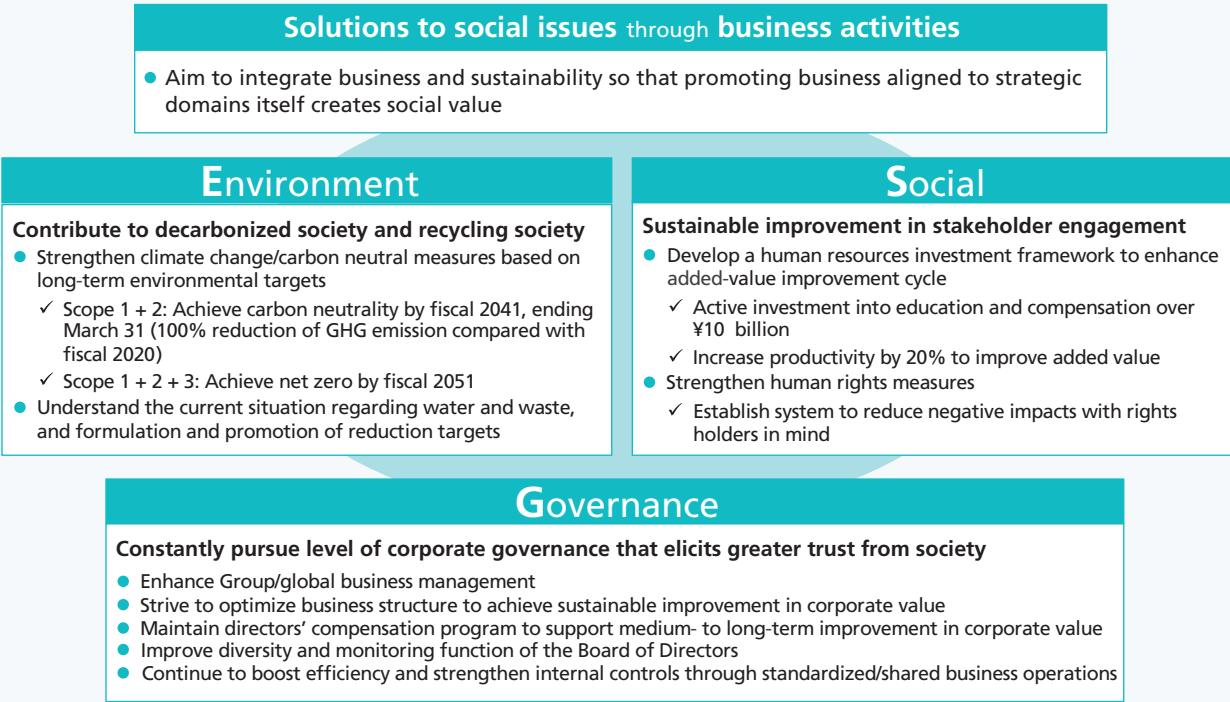 Solutions to social issues through business activities
● Aim to integrate business and sustainability so that promoting business aligned to strategic
domains itself creates social value
Environment
Contribute to decarbonized society and recycling society
● Strengthen climate change/carbon neutral measures based on
long-term environmental targets
✓ Scope 1 + 2: Achieve carbon neutrality by fiscal 2041, ending
March 31 (100% reduction of GHG emission compared with
fiscal 2020)
✓ Scope 1 + 2 + 3: Achieve net zero by fiscal 2051
● Understand the current situation regarding water and waste,
and formulation and promotion of reduction targets
Social
Sustainable improvement in stakeholder engagement
● Develop a human resources investment framework to enhance
added-value improvement cycle
✓ Active investment into education and compensation over
¥10 billion
✓ Increase productivity by 20% to improve added value
● Strengthen human rights measures
✓ Establish system to reduce negative impacts with rights
holders in mind
Governance
Constantly pursue level of corporate governance that elicits greater trust from society
● Enhance Group/global business management
● Strive to optimize business structure to achieve sustainable improvement in corporate value
● Maintain directors' compensation program to support medium- to long-term improvement in corporate value
● Improve diversity and monitoring function of the Board of Directors
● Continue to boost efficiency and strengthen internal controls through standardized/shared business operations